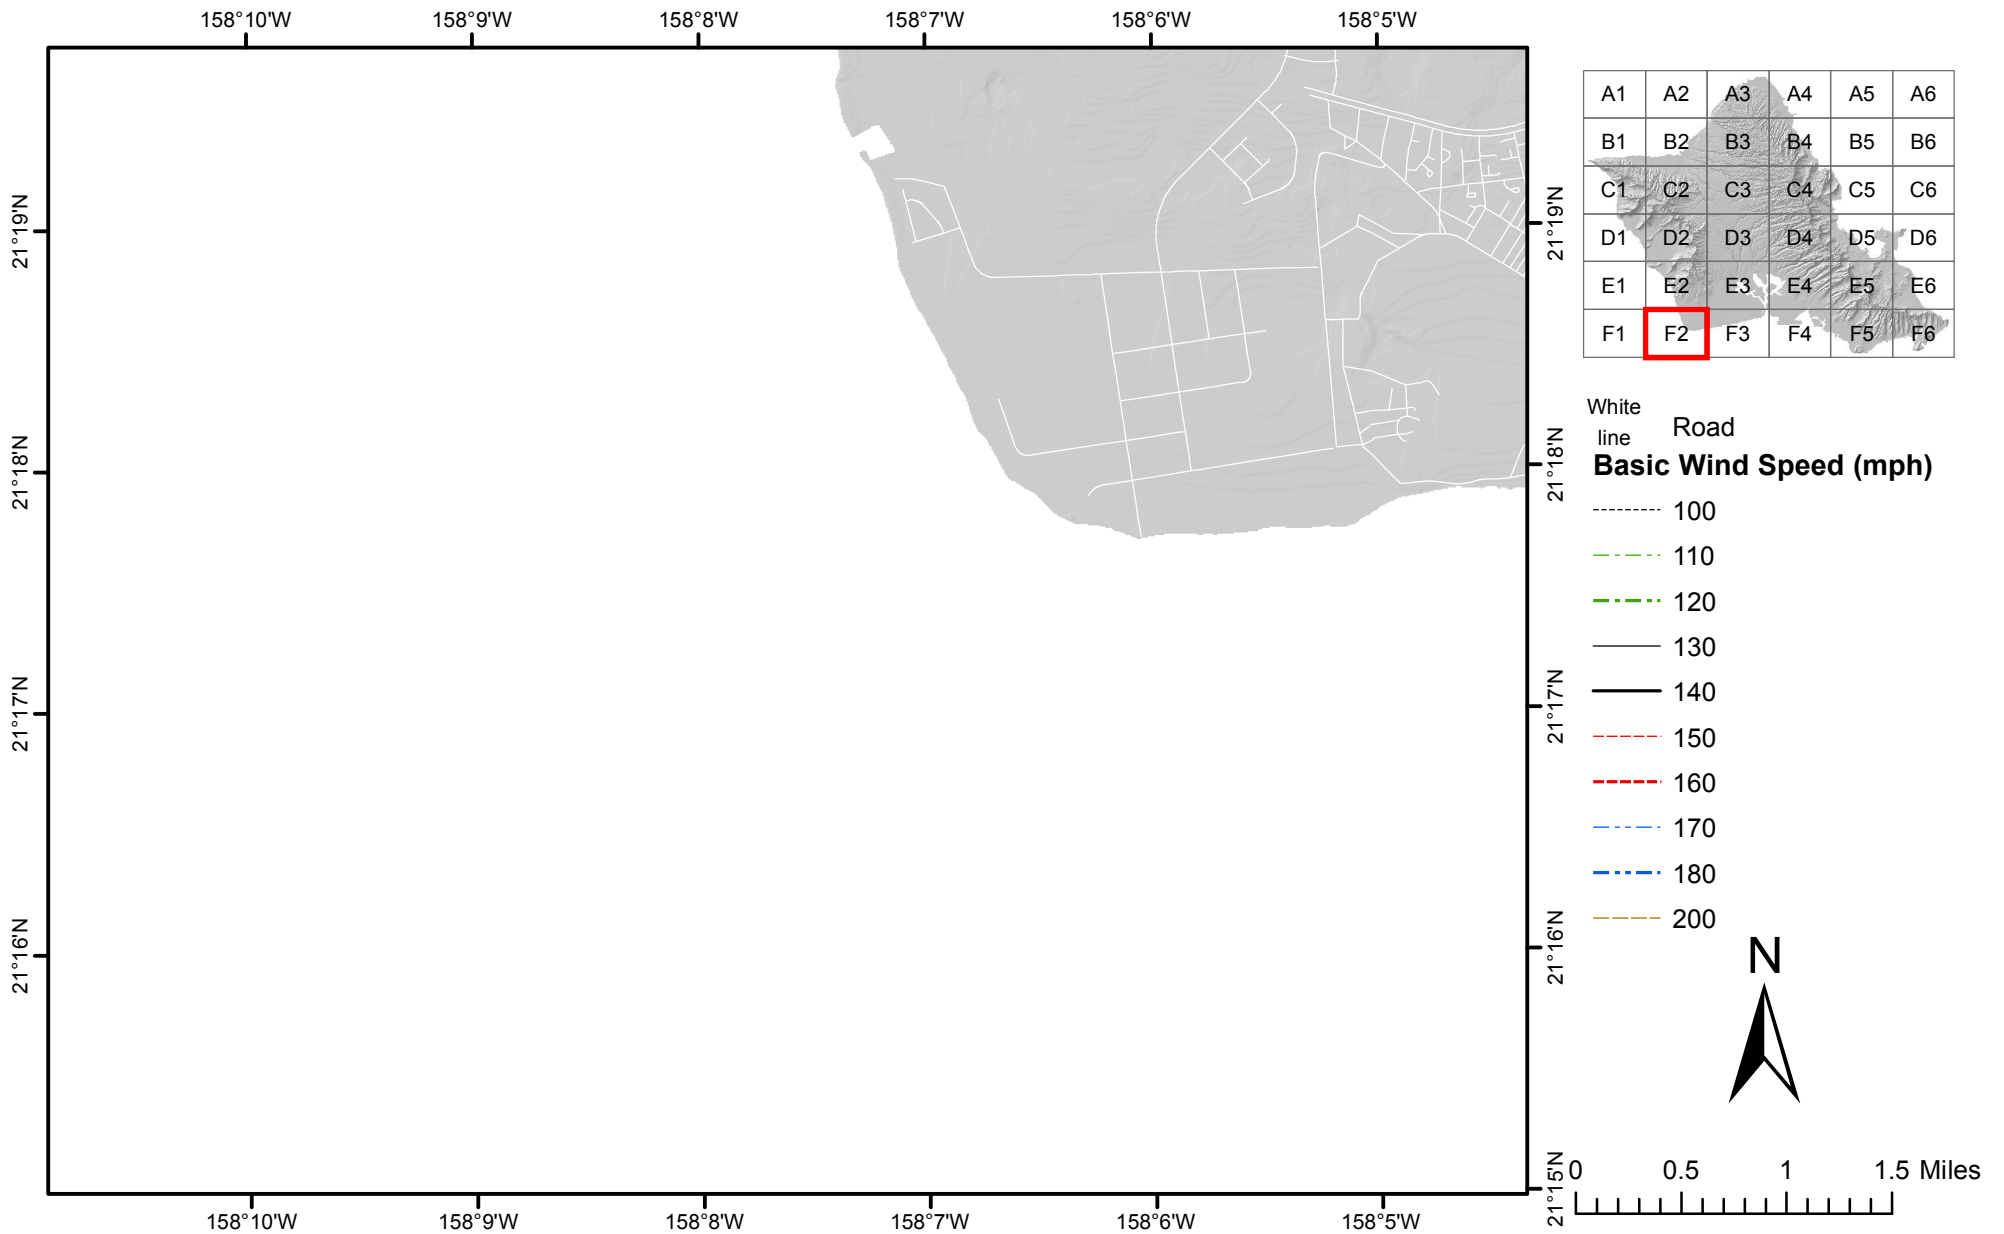 158°10'W 158°9'W 158°8'W 158°7'W 158°6'W 158°5'W
21°19'N
21°18'N
21°17'N
21°16'N
21°19'N
21°18'N
21°17'N
21°16'N
21°15'N
158°10'W 158°9'W 158°8'W 158°7'W 158°6'W 158°5'W
A1 A2 A3 A4 A5 A6
B1 B2 B3 B4 B5 B6
C1 C2 C3 C4 C5 C6
D1 D2 D3 D4 D5 D6
E1 E2 E3 E4 E5 E6
F1 F2 F3 F4 F5 F6
White
line
Road
Basic Wind Speed (mph)
100
110
120
130
140
150
160
170
180
200
N
0 0.5 1 1.5 Miles